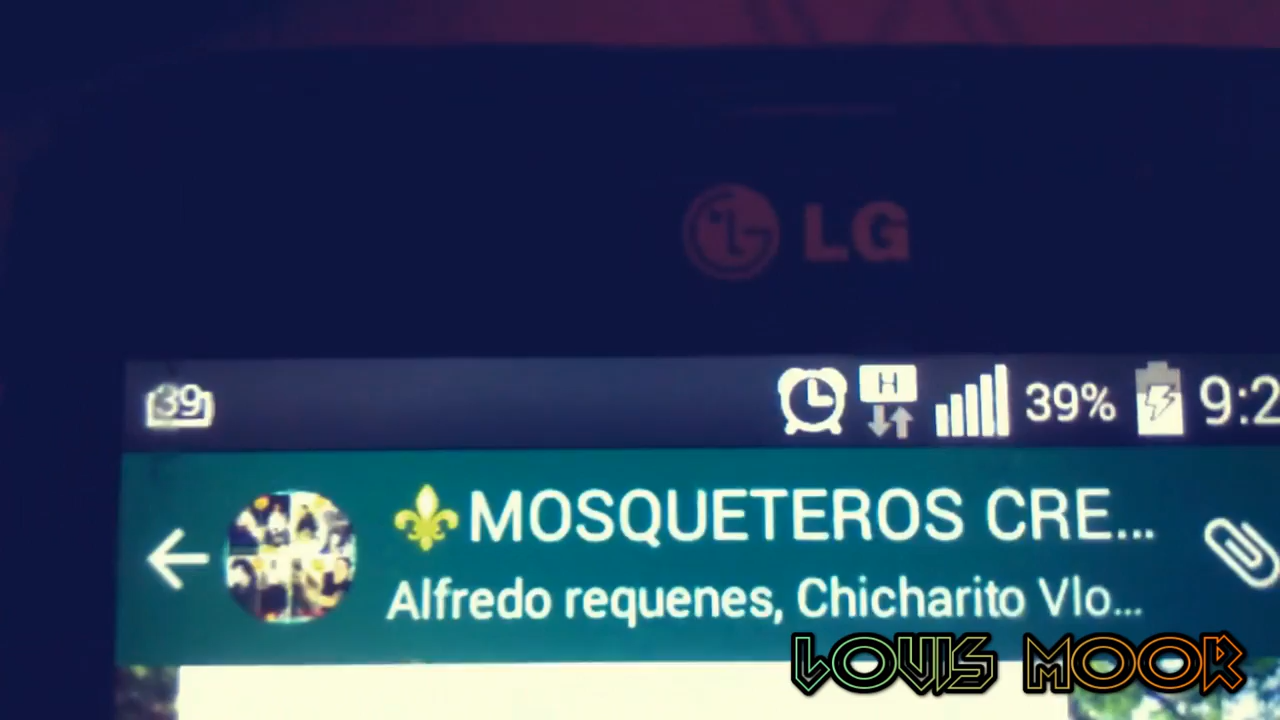 LG
39
H
39%
9:2
⚜MOSQUETEROS CRE...
Alfredo requenes, Chicharito Vlo...
LOUIS MOOR